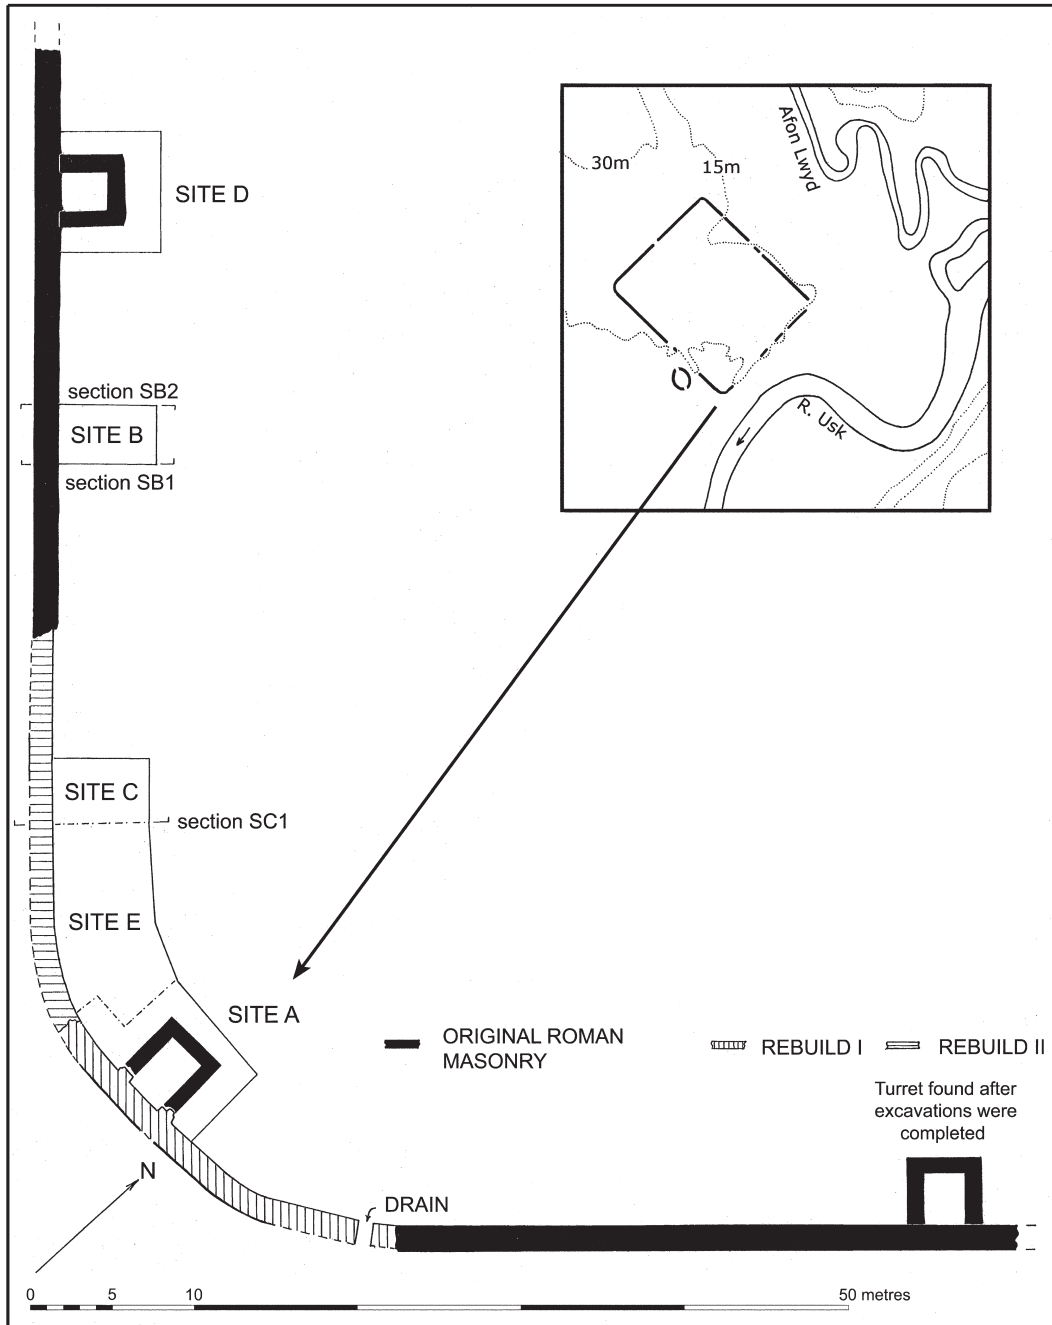 30m
15m
Afon Lwyd
R. Usk
SITE D
section SB2
SITE B
section SB1
SITE C
section SC1
SITE E
SITE A
ORIGINAL ROMAN
MASONRY
REBUILD I
REBUILD II
Turret found after
excavations were
completed
N
DRAIN
0
5
10
50 metres